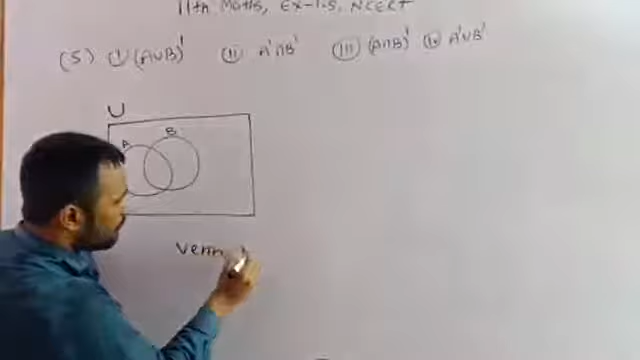 11th Maths, Ex-1.5, NCERT
(5) (i) (A∪B)' (ii) A'∩B' (iii) (A∩B)' (iv) A'∪B'
U
A B
Venn